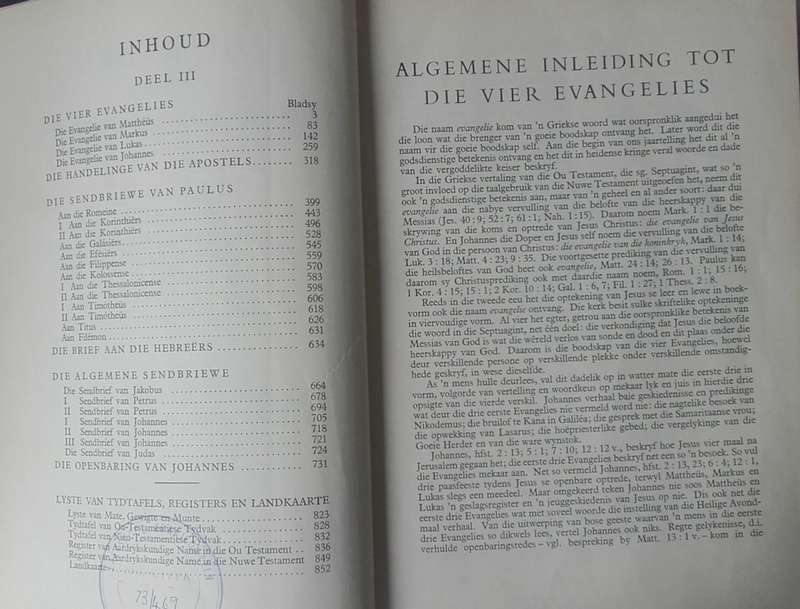 INHOUD
DEEL III
Bladsy
DIE VIER EVANGELIES
Die Evangelie van Matthéüs 3
Die Evangelie van Markus 83
Die Evangelie van Lukas 142
Die Evangelie van Johannes 259
DIE HANDELINGE VAN DIE APOSTELS 318
DIE SENDBRIEWE VAN PAULUS
Aan die Romeine 399
I Aan die Korinthiërs 443
II Aan die Korinthiërs 496
Aan die Galásiërs 528
Aan die Efésiërs 545
Aan die Filippense 559
Aan die Kolossense 570
I Aan die Thessalonicense 583
II Aan die Thessalonicense 598
I Aan Timótheüs 606
II Aan Timótheüs 618
Aan Titus 626
Aan Filémon 631
DIE BRIEF AAN DIE HEBREËRS 634
DIE ALGEMENE SENDBRIEWE
Die Sendbrief van Jakobus 664
I Sendbrief van Petrus 678
II Sendbrief van Petrus 694
I Sendbrief van Johannes 705
II Sendbrief van Johannes 718
III Sendbrief van Johannes 721
Die Sendbrief van Judas 724
DIE OPENBARING VAN JOHANNES 731
LYSTE VAN TYDTAFELS, REGISTERS EN LANDKAARTE
Lyste van Mate, Gewigte en Munte 823
Tydtafel van Ou-Testamentiese Tydvak 828
Tydtafel van Nuw-Testamentiese Tydvak 832
Register van Aardrykskundige Name in die Ou Testament 836
Register van Aardrykskundige Name in die Nuwe Testament 849
Landkaarte 852
73/469
ALGEMENE INLEIDING TOT
DIE VIER EVANGELIES
Die naam evangelie kom van 'n Griekse woord wat oorspronklik aangedui het
die loon wat die brenger van 'n goeie boodskap ontvang het. Later word dit die
naam vir die goeie boodskap self. Aan die begin van ons jaartelling het dit al 'n
godsdienstige betekenis ontvang en het dit in heidense kringe veral woorde en dade
van die vergoddelikte keiser beskryf.
In die Griekse vertaling van die Ou Testament, die sg. Septuagint, wat so 'n
groot invloed op die taalgebruik van die Nuwe Testament uitgeoefen het, neem dit
ook 'n godsdienstige betekenis aan, maar van 'n geheel en al ander soort: daar dui
evangelie aan die nabye vervulling van die belofte van die heerskappy van die
Messias (Jes. 40 : 9; 52 : 7; 61 : 1; Nah. 1 : 15). Daarom noem Mark. 1 : 1 die be-
skrywing van die koms en optrede van Jesus Christus: die evangelie van Jesus
Christus. En Johannes die Doper en Jesus self noem die vervulling van die belofte
van God in die persoon van Christus: die evangelie van die koninkryk, Mark. 1 : 14;
Luk. 3 : 18; Matt. 4 : 23; 9 : 35. Die voortgesette prediking van die vervulling van
die heilsbeloftes van God heet ook evangelie, Matt. 24 : 14; 26 : 13. Paulus kan
daarom sy Christusprediking ook met daardie naam noem, Rom. 1 : 1; 15 : 16;
1 Kor. 4 : 15; 15 : 1; 2 Kor. 10 : 14; Gal. 1 : 6, 7; Fil. 1 : 27; 1 Thess. 2 : 8.
Reeds in die tweede eeu het die optekening van Jesus se leer en lewe in boek-
vorm ook die naam evangelie ontvang. Die kerk besit sulke skriftelike optekeninge
in viervoudige vorm. Al vier het egter, getrou aan die oorspronklike betekenis van
die woord in die Septuagint, net één doel: die verkondiging dat Jesus die beloofde
Messias van God is wat die wêreld verlos van sonde en dood en dit plaas onder die
heerskappy van God. Daarom is die boodskap van die vier Evangelies, hoewel
deur verskillende persone op verskillende plekke onder verskillende omstandig-
hede geskryf, in wese dieselfde.
As 'n mens hulle deurlees, val dit dadelik op in watter mate die eerste drie in
vorm, volgorde van vertelling en woordkeus op mekaar lyk en juis in hierdie drie
opsigte van die vierde verskil. Johannes verhaal baie geskiedenisse en predikinge
wat deur die drie eerste Evangelies nie vermeld word nie: die nagtelike besoek van
Nikodemus; die bruilof te Kana in Galiléa; die gesprek met die Samaritaanse vrou;
die opwekking van Lasarus; die hoëpriesterlike gebed; die vergelykinge van die
Goeie Herder en van die ware wynstok.
Johannes, hfst. 2 : 13; 5 : 1; 7 : 10; 12 : 12 v., beskryf hoe Jesus vier maal na
Jerusalem gegaan het; die eerste drie Evangelies beskryf net een so 'n besoek. So vul
die Evangelies mekaar aan. Net so vermeld Johannes, hfst. 2 : 13, 23; 6 : 4; 12 : 1,
drie paasfeeste tydens Jesus se openbare optrede, terwyl Matthéüs, Markus en
Lukas slegs een meedeel. Maar omgekeerd teken Johannes nie soos Matthéüs en
Lukas 'n geslagsregister en 'n jeuggeskiedenis van Jesus op nie. Dis ook net die
eerste drie Evangelies wat met soveel woorde die instelling van die Heilige Avond-
maal verhaal. Van die uitwerping van bose geeste waarvan 'n mens in die eerste
drie Evangelies so dikwels lees, vertel Johannes ook niks. Regte gelykenisse, d.i.
verhulde openbaringsredes – vgl. bespreking by Matt. 13 : 1 v. – kom in die